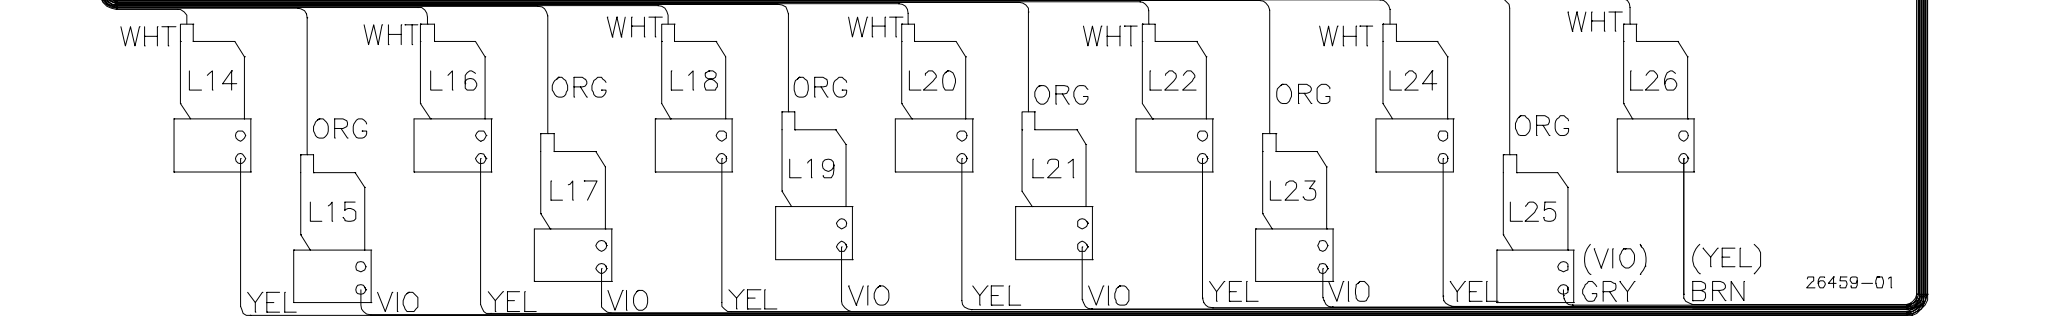 WHT WHT WHT WHT WHT WHT WHT
L14 L16 L18 L20 L22 L24 L26
ORG ORG ORG ORG ORG ORG
L15 L17 L19 L21 L23 L25
(VIO) (YEL)
26459-01
YEL VIO YEL VIO YEL VIO YEL VIO YEL VIO YEL GRY BRN